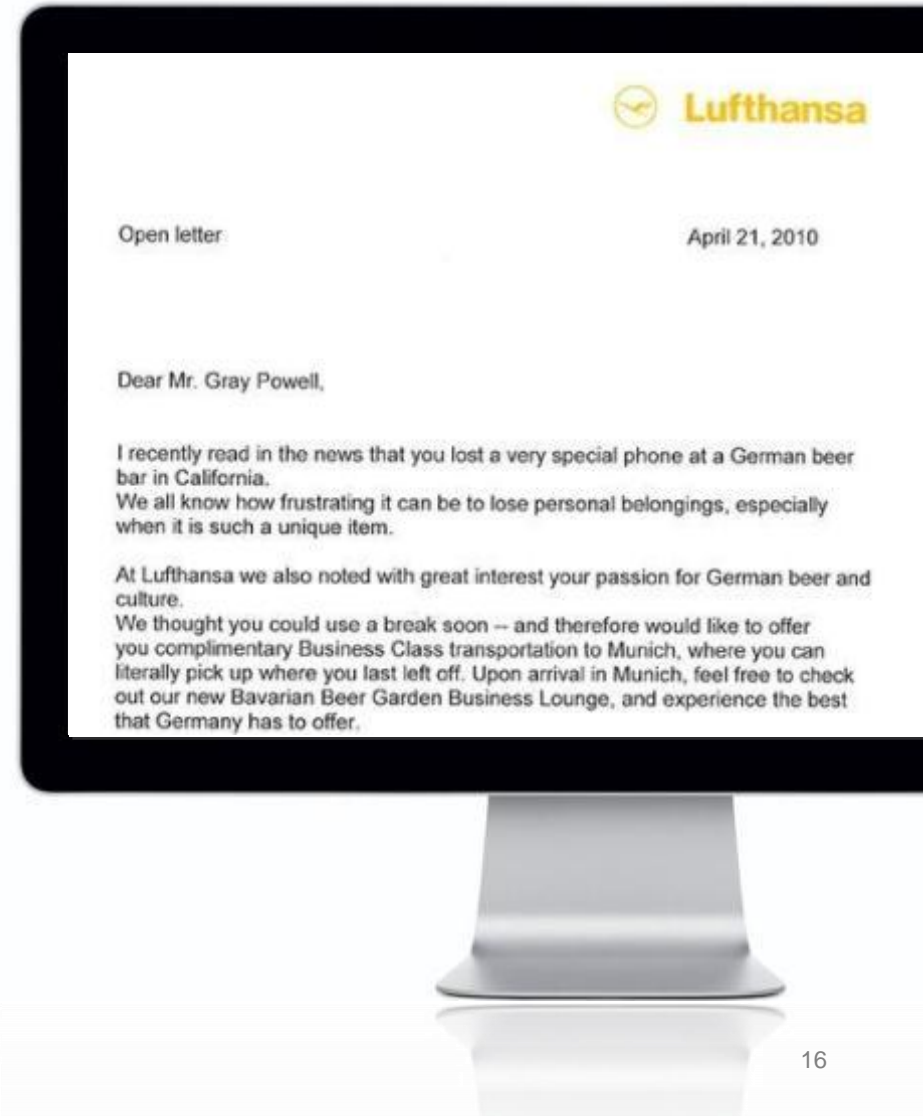 Lufthansa
Open letter
April 21, 2010
Dear Mr. Gray Powell,
I recently read in the news that you lost a very special phone at a German beer
bar in California.
We all know how frustrating it can be to lose personal belongings, especially
when it is such a unique item.
At Lufthansa we also noted with great interest your passion for German beer and
culture.
We thought you could use a break soon -- and therefore would like to offer
you complimentary Business Class transportation to Munich, where you can
literally pick up where you last left off. Upon arrival in Munich, feel free to check
out our new Bavarian Beer Garden Business Lounge, and experience the best
that Germany has to offer.
16